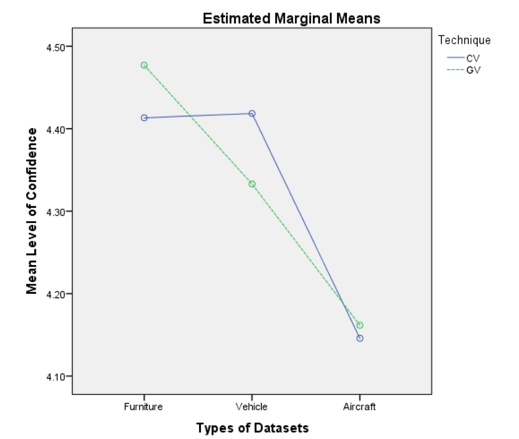 Estimated Marginal Means
Technique
CV
GV
4.50
4.40
4.30
4.20
4.10
Mean Level of Confidence
Furniture
Vehicle
Aircraft
Types of Datasets